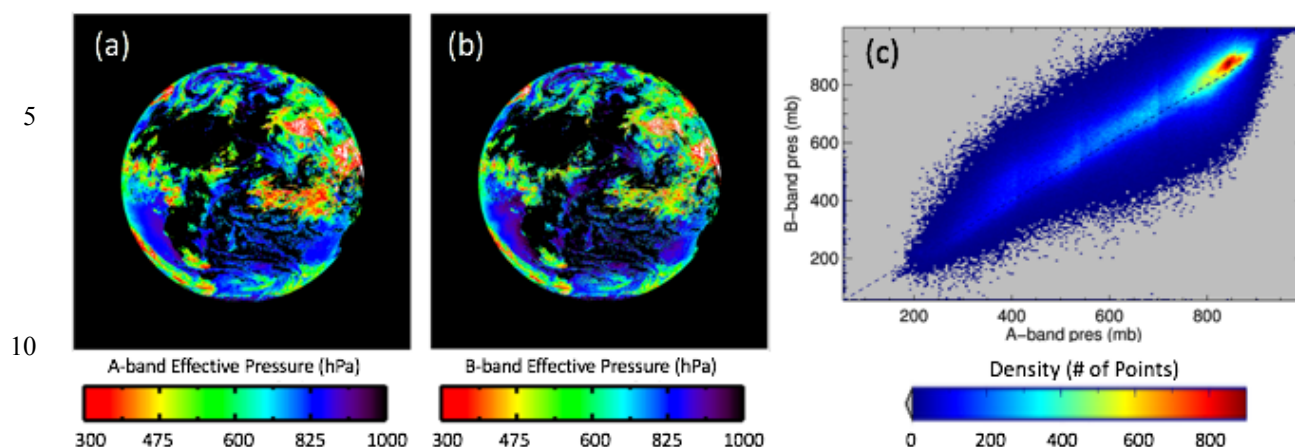 (a)
(b)
(c)
5
10
A-band Effective Pressure (hPa)
300 475 600 825 1000
B-band Effective Pressure (hPa)
300 475 600 825 1000
B-band pres (mb)
800
600
400
200
200 400 600 800
A-band pres (mb)
Density (# of Points)
0 200 400 600 800